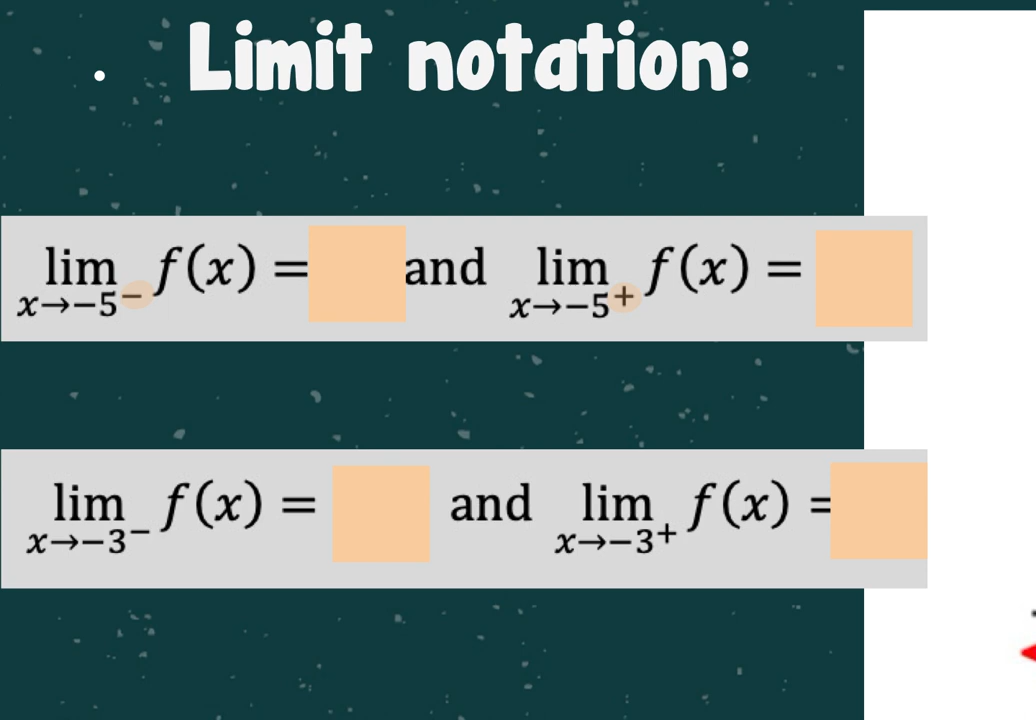 • Limit notation:
lim x→−5⁻ f(x) = and lim x→−5⁺ f(x) =
lim x→−3⁻ f(x) = and lim x→−3⁺ f(x) =